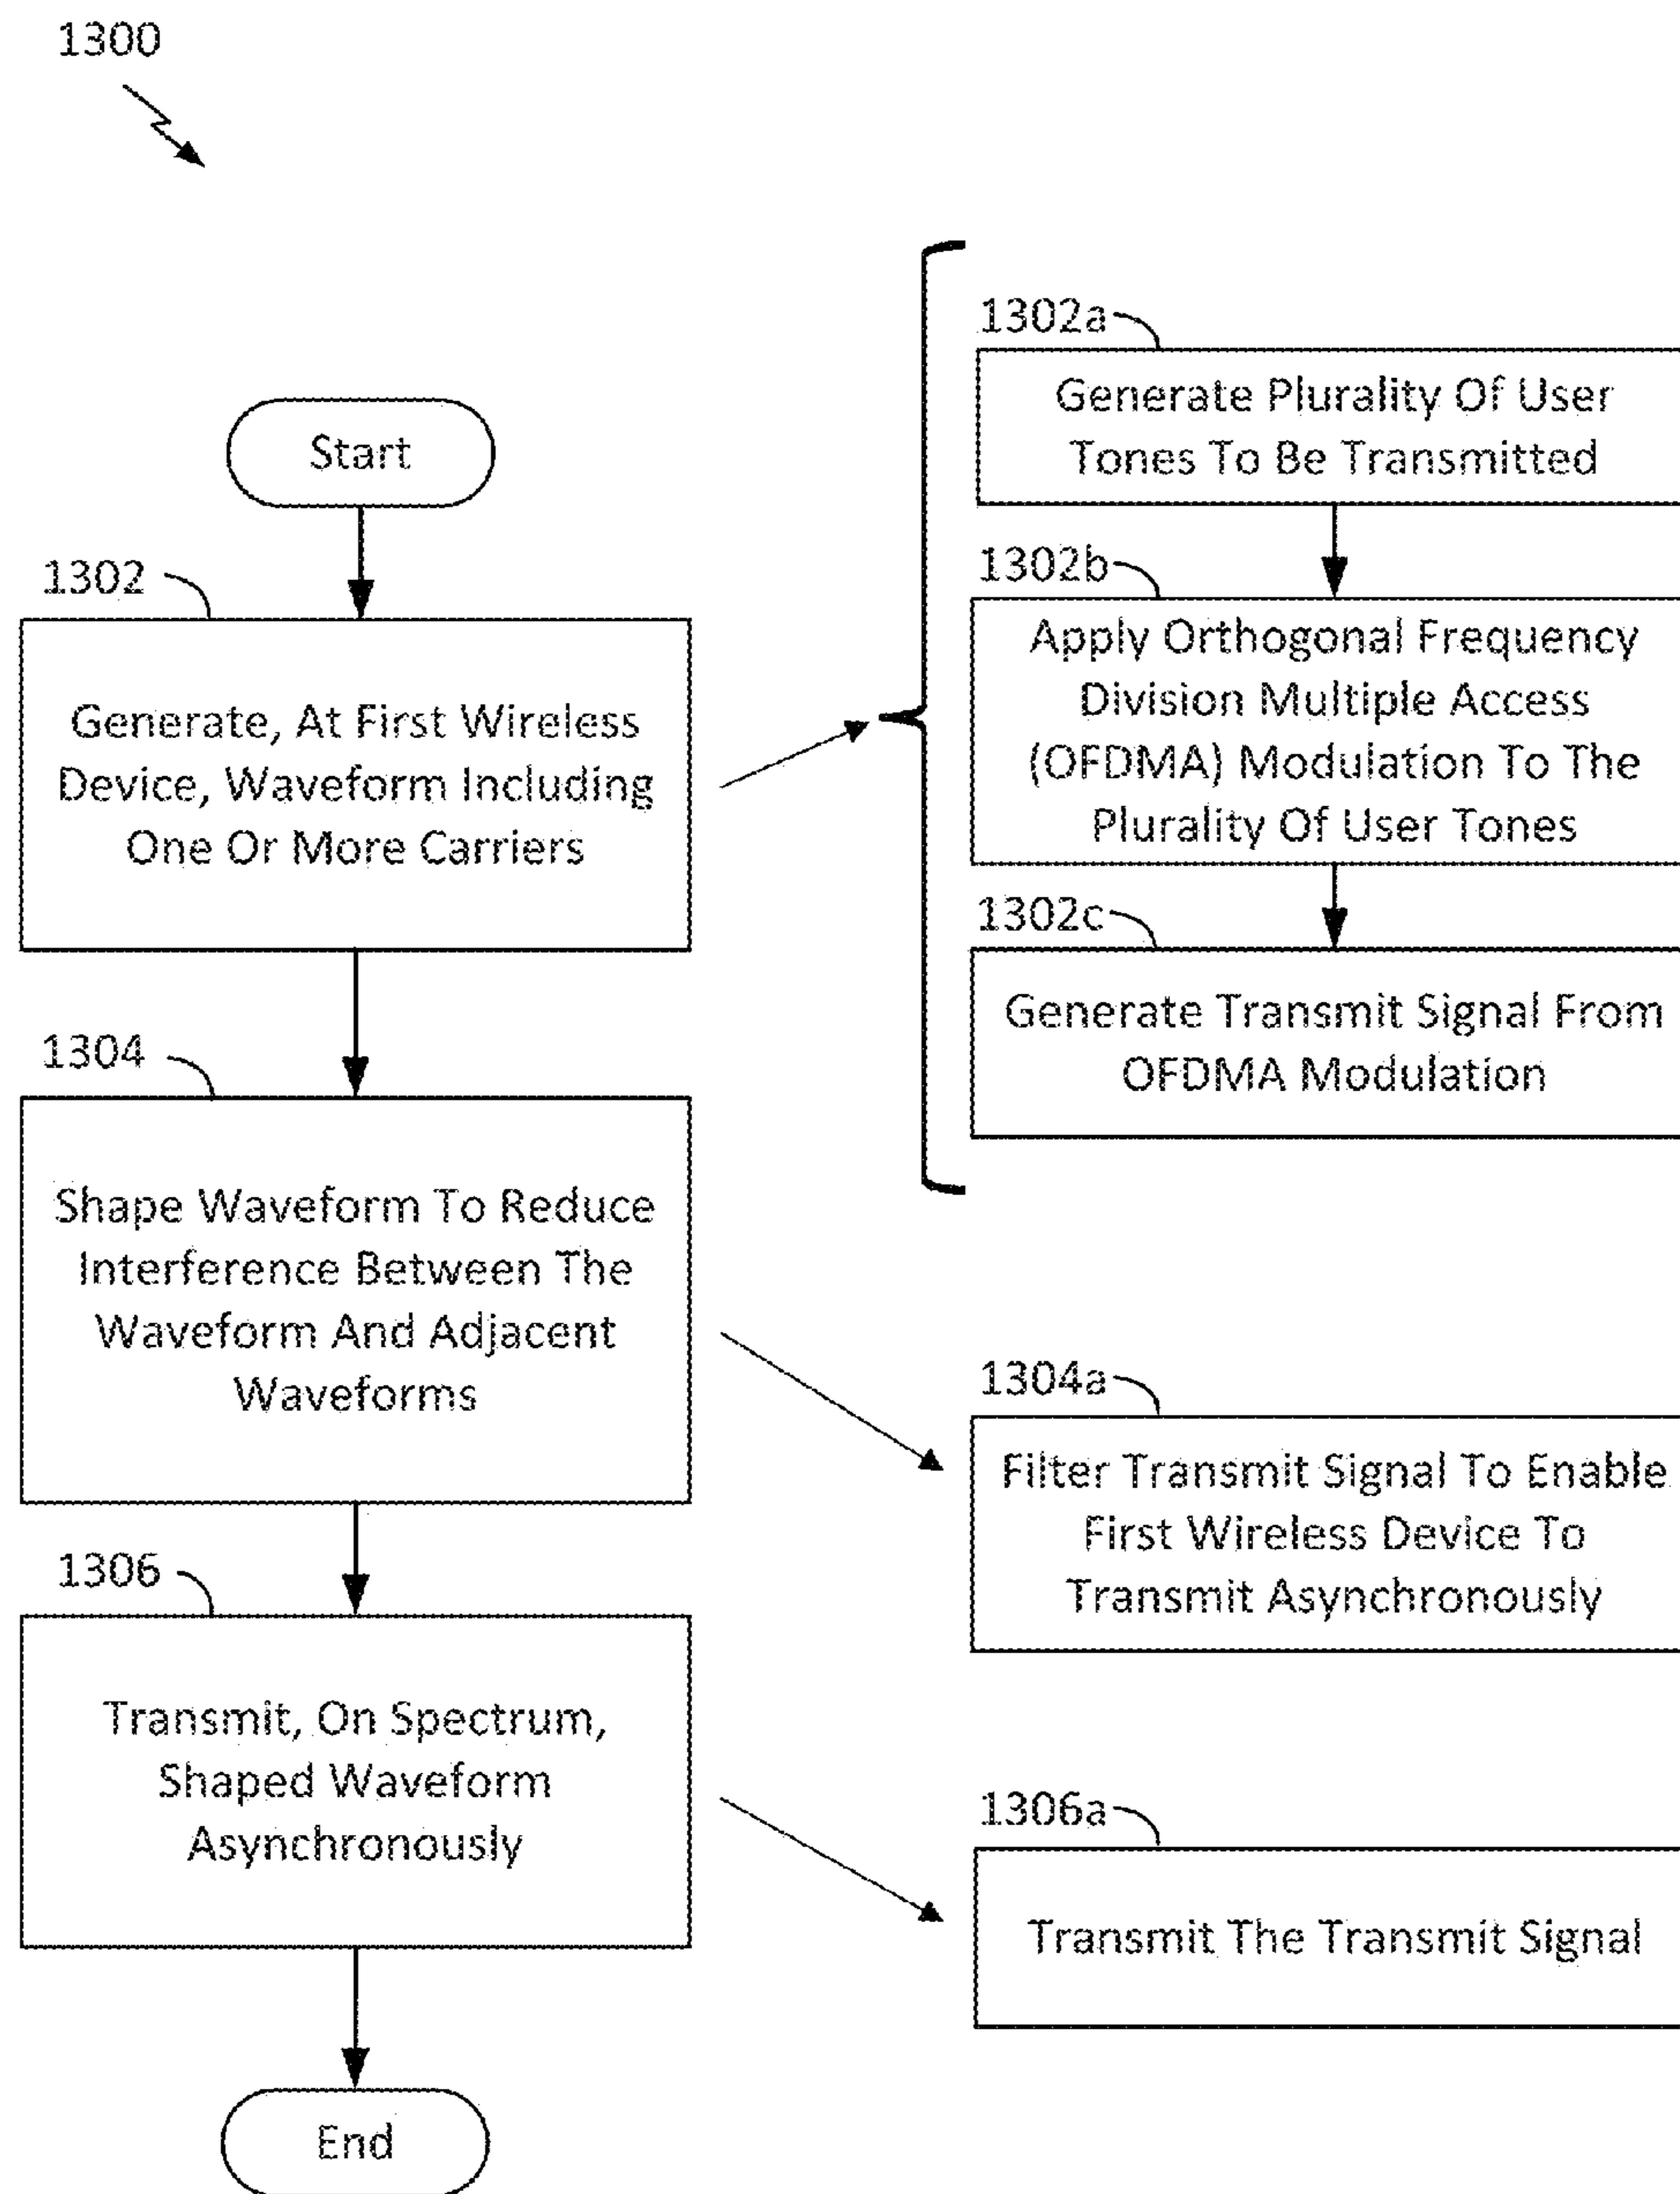 1300
Start
1302
Generate, At First Wireless
Device, Waveform Including
One Or More Carriers
1304
Shape Waveform To Reduce
Interference Between The
Waveform And Adjacent
Waveforms
1306
Transmit, On Spectrum,
Shaped Waveform
Asynchronously
End
1302a
Generate Plurality Of User
Tones To Be Transmitted
1302b
Apply Orthogonal Frequency
Division Multiple Access
(OFDMA) Modulation To The
Plurality Of User Tones
1302c
Generate Transmit Signal From
OFDMA Modulation
1304a
Filter Transmit Signal To Enable
First Wireless Device To
Transmit Asynchronously
1306a
Transmit The Transmit Signal